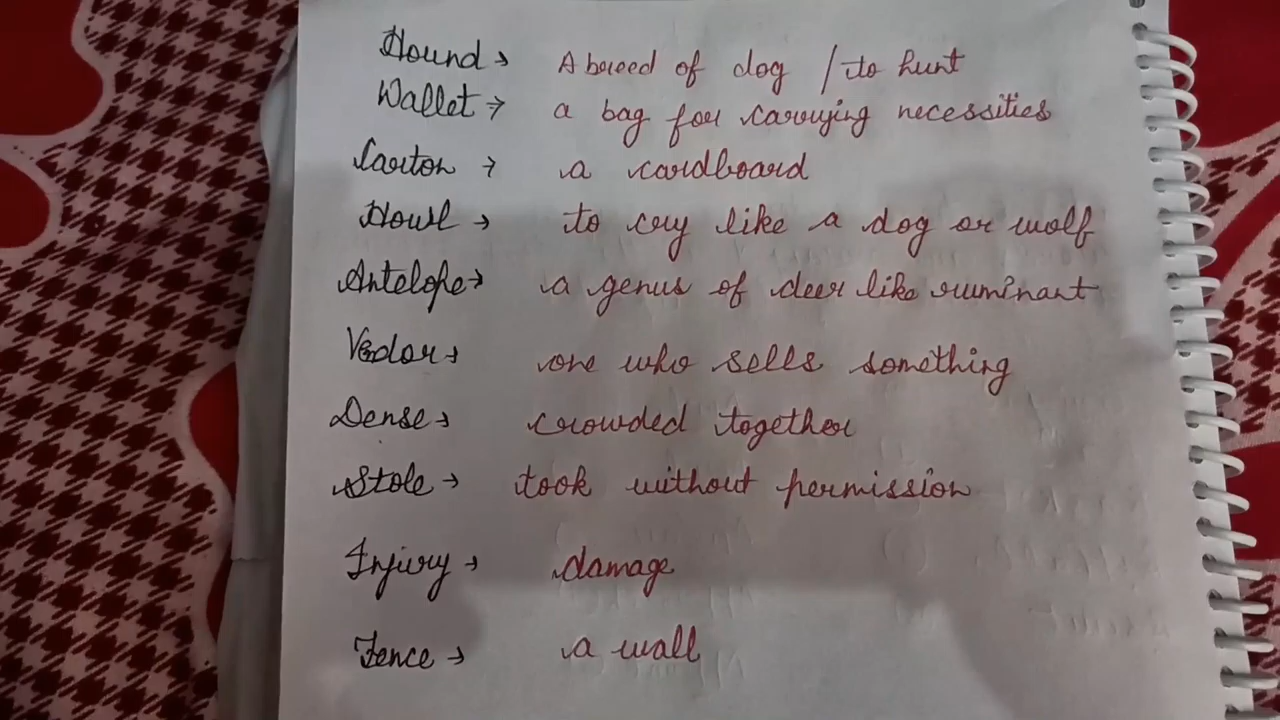 Hound → A breed of dog / to hunt
Wallet → a bag for carrying necessities
Carton → a cardboard
Howl → to cry like a dog or wolf
Antelope → a genus of deer like ruminant
Vendor → one who sells something
Dense → crowded together
Stole → took without permission
Injury → damage
Fence → a wall